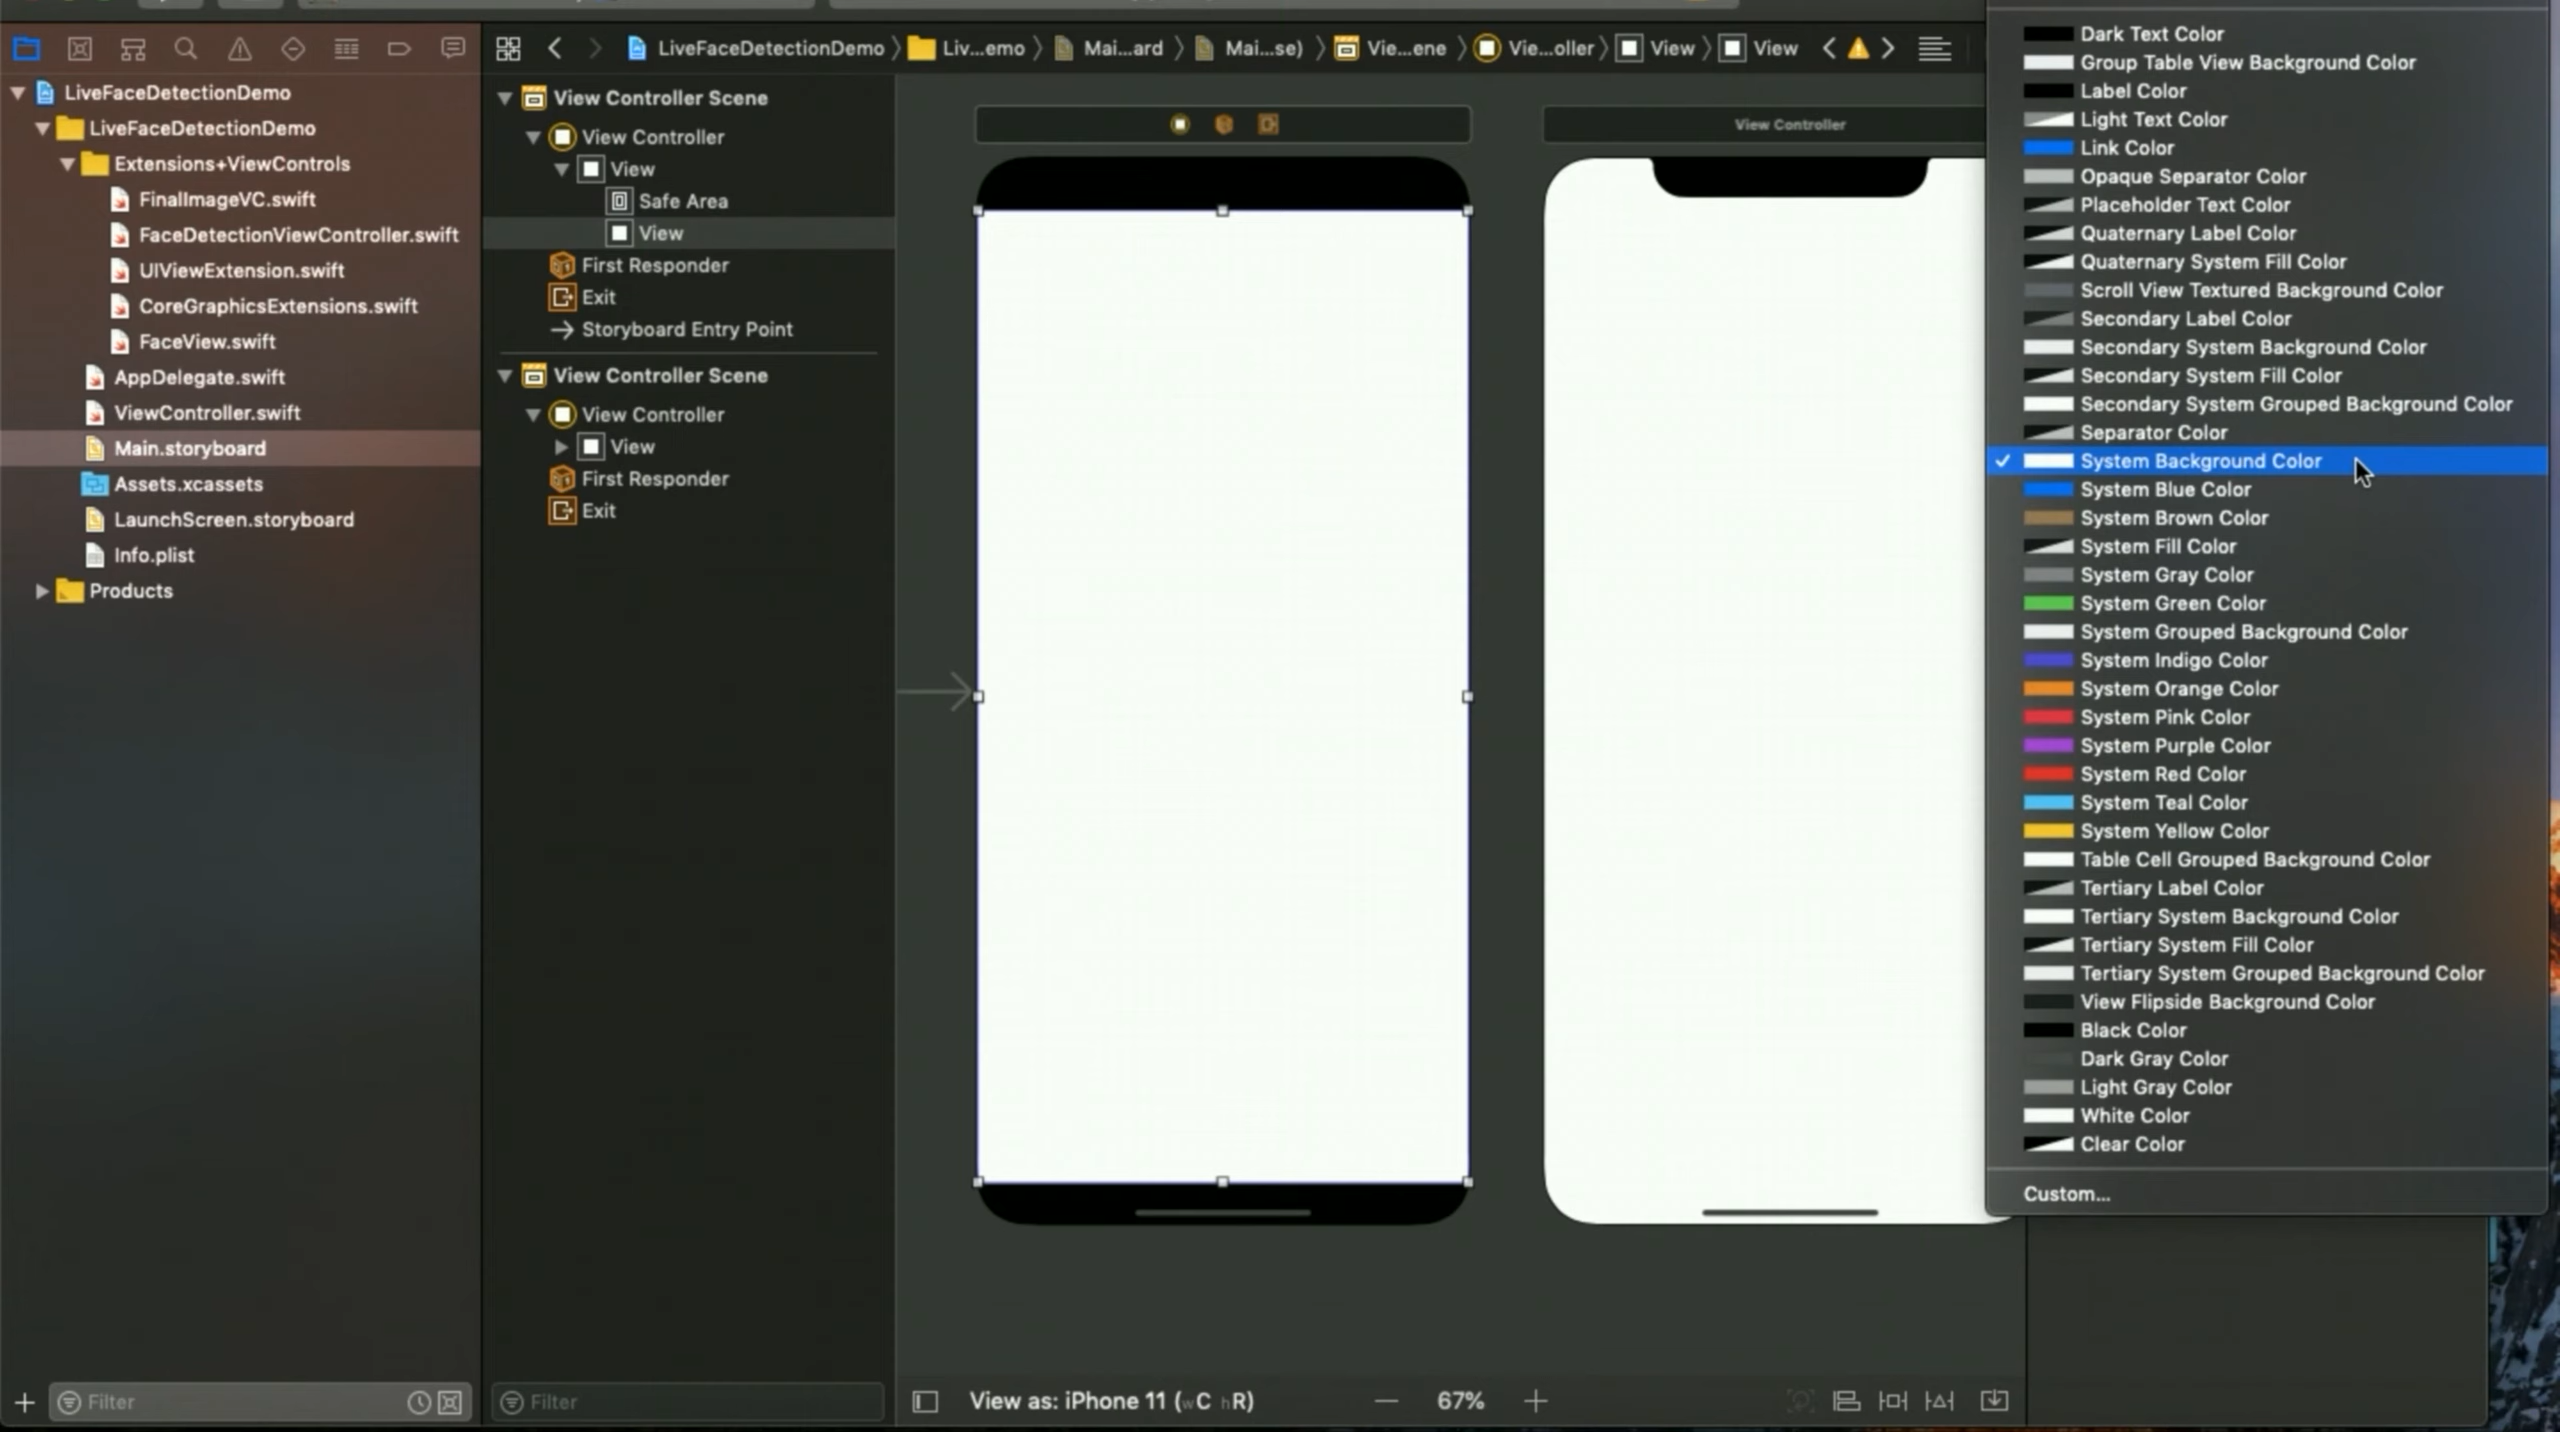 LiveFaceDetectionDemo
LiveFaceDetectionDemo
Extensions+ViewControls
FinalImageVC.swift
FaceDetectionViewController.swift
UIViewExtension.swift
CoreGraphicsExtensions.swift
FaceView.swift
AppDelegate.swift
ViewController.swift
Main.storyboard
Assets.xcassets
LaunchScreen.storyboard
Info.plist
Products
Filter
LiveFaceDetectionDemo
Liv...emo
Mai...ard
Mai...se)
Vie...ene
Vie...oller
View
View
View Controller Scene
View Controller
View
Safe Area
View
First Responder
Exit
Storyboard Entry Point
View Controller Scene
View Controller
View
First Responder
Exit
Filter
View Controller
View as: iPhone 11 (wC hR)
67%
Dark Text Color
Group Table View Background Color
Label Color
Light Text Color
Link Color
Opaque Separator Color
Placeholder Text Color
Quaternary Label Color
Quaternary System Fill Color
Scroll View Textured Background Color
Secondary Label Color
Secondary System Background Color
Secondary System Fill Color
Secondary System Grouped Background Color
Separator Color
System Background Color
System Blue Color
System Brown Color
System Fill Color
System Gray Color
System Green Color
System Grouped Background Color
System Indigo Color
System Orange Color
System Pink Color
System Purple Color
System Red Color
System Teal Color
System Yellow Color
Table Cell Grouped Background Color
Tertiary Label Color
Tertiary System Background Color
Tertiary System Fill Color
Tertiary System Grouped Background Color
View Flipside Background Color
Black Color
Dark Gray Color
Light Gray Color
White Color
Clear Color
Custom...